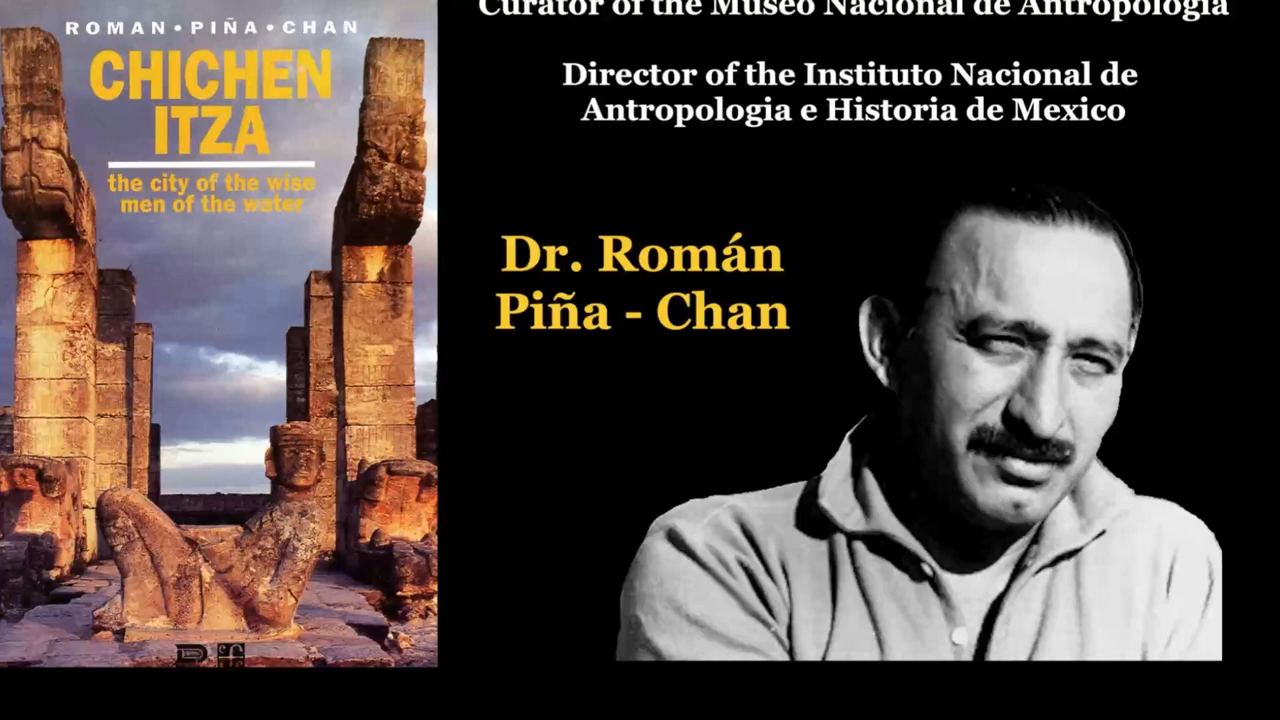 ROMAN•PIÑA•CHAN
CHICHEN
ITZA
the city of the wise
men of the water
Curator of the Museo Nacional de Antropologia
Director of the Instituto Nacional de
Antropologia e Historia de Mexico
Dr. Román
Piña - Chan